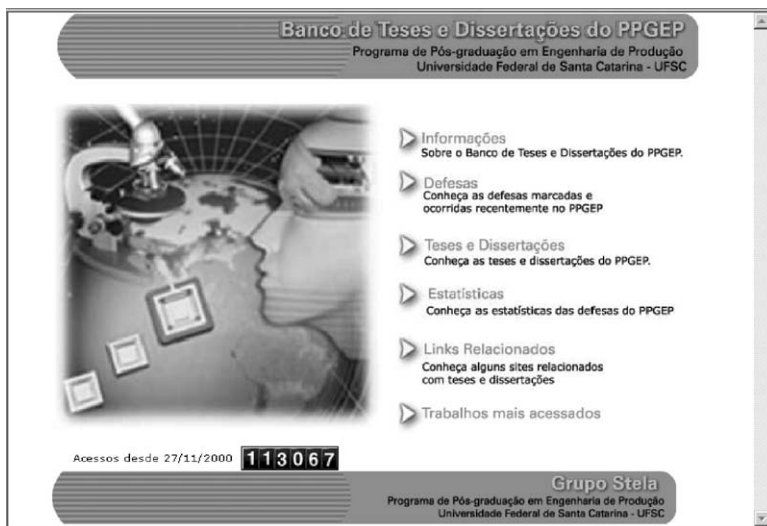 Banco de Teses e Dissertações do PPGEP
Programa de Pós-graduação em Engenharia de Produção
Universidade Federal de Santa Catarina - UFSC
Informações
Sobre o Banco de Teses e Dissertações do PPGEP.
Defesas
Conheça as defesas marcadas e
ocorridas recentemente no PPGEP
Teses e Dissertações
Conheça as teses e dissertações do PPGEP.
Estatísticas
Conheça as estatísticas das defesas do PPGEP
Links Relacionados
Conheça alguns sites relacionados
com teses e dissertações
Trabalhos mais acessados
Acessos desde 27/11/2000 113067
Grupo Stela
Programa de Pós-graduação em Engenharia de Produção
Universidade Federal de Santa Catarina - UFSC